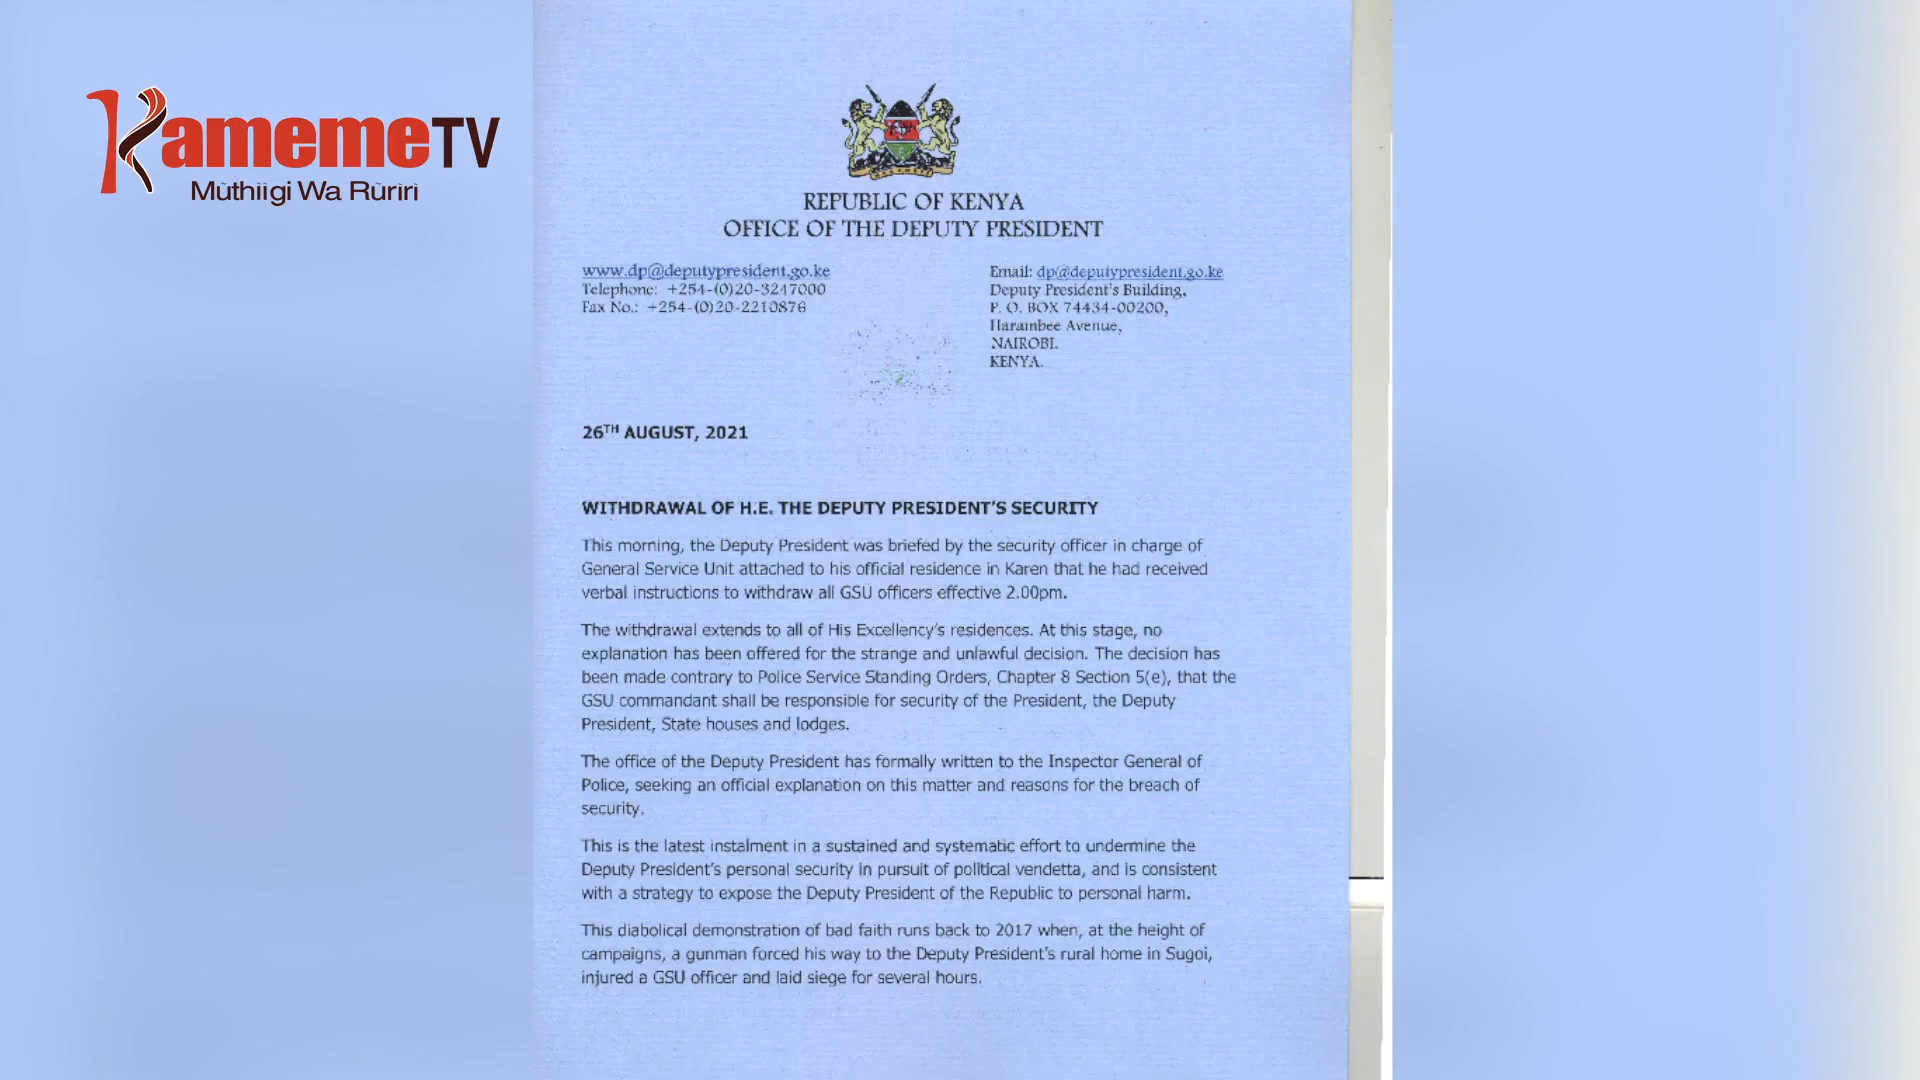 Kameme TV
Mũthiigi Wa Rũrĩrĩ
REPUBLIC OF KENYA
OFFICE OF THE DEPUTY PRESIDENT
www.dp@deputypresident.go.ke
Telephone: +254-(0)20-3247000
Fax No.: +254-(0)20-2210876
Email: dp@deputypresident.go.ke
Deputy President's Building,
P. O. BOX 74434-00200,
Harambee Avenue,
NAIROBI.
KENYA.
26TH AUGUST, 2021
WITHDRAWAL OF H.E. THE DEPUTY PRESIDENT'S SECURITY
This morning, the Deputy President was briefed by the security officer in charge of
General Service Unit attached to his official residence in Karen that he had received
verbal instructions to withdraw all GSU officers effective 2.00pm.
The withdrawal extends to all of His Excellency's residences. At this stage, no
explanation has been offered for the strange and unlawful decision. The decision has
been made contrary to Police Service Standing Orders, Chapter 8 Section 5(e), that the
GSU commandant shall be responsible for security of the President, the Deputy
President, State houses and lodges.
The office of the Deputy President has formally written to the Inspector General of
Police, seeking an official explanation on this matter and reasons for the breach of
security.
This is the latest instalment in a sustained and systematic effort to undermine the
Deputy President's personal security in pursuit of political vendetta, and is consistent
with a strategy to expose the Deputy President of the Republic to personal harm.
This diabolical demonstration of bad faith runs back to 2017 when, at the height of
campaigns, a gunman forced his way to the Deputy President's rural home in Sugoi,
injured a GSU officer and laid siege for several hours.